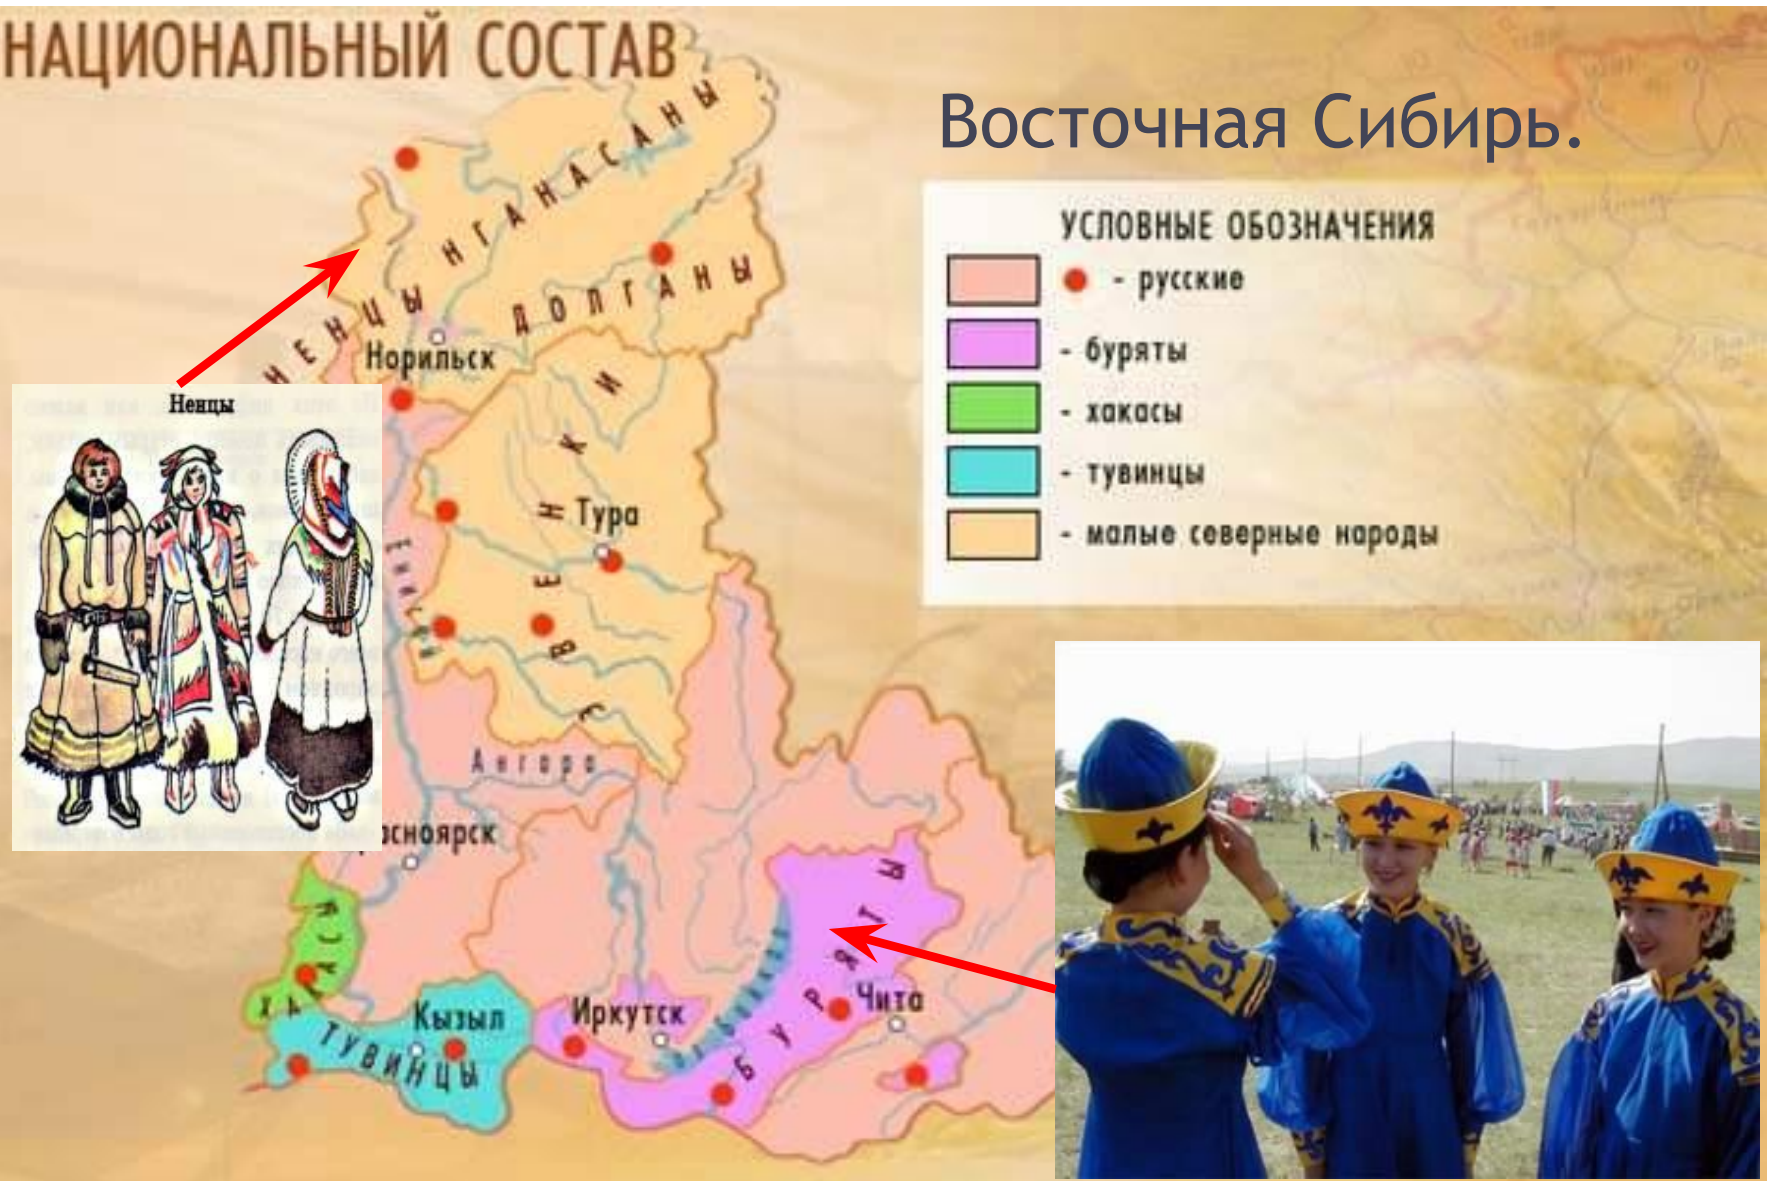 НАЦИОНАЛЬНЫЙ СОСТАВ
Восточная Сибирь.
УСЛОВНЫЕ ОБОЗНАЧЕНИЯ
- русские
- буряты
- хакасы
- тувинцы
- малые северные народы
НГАНАСАНЫ
ДОЛГАНЫ
НЕНЦЫ
Норильск
Ненцы
ЭВЕНКИ
Тура
Енисей
Ангара
асноярск
ХАКАСЫ
Кызыл
ТУВИНЦЫ
Иркутск
БУРЯТЫ
Чита